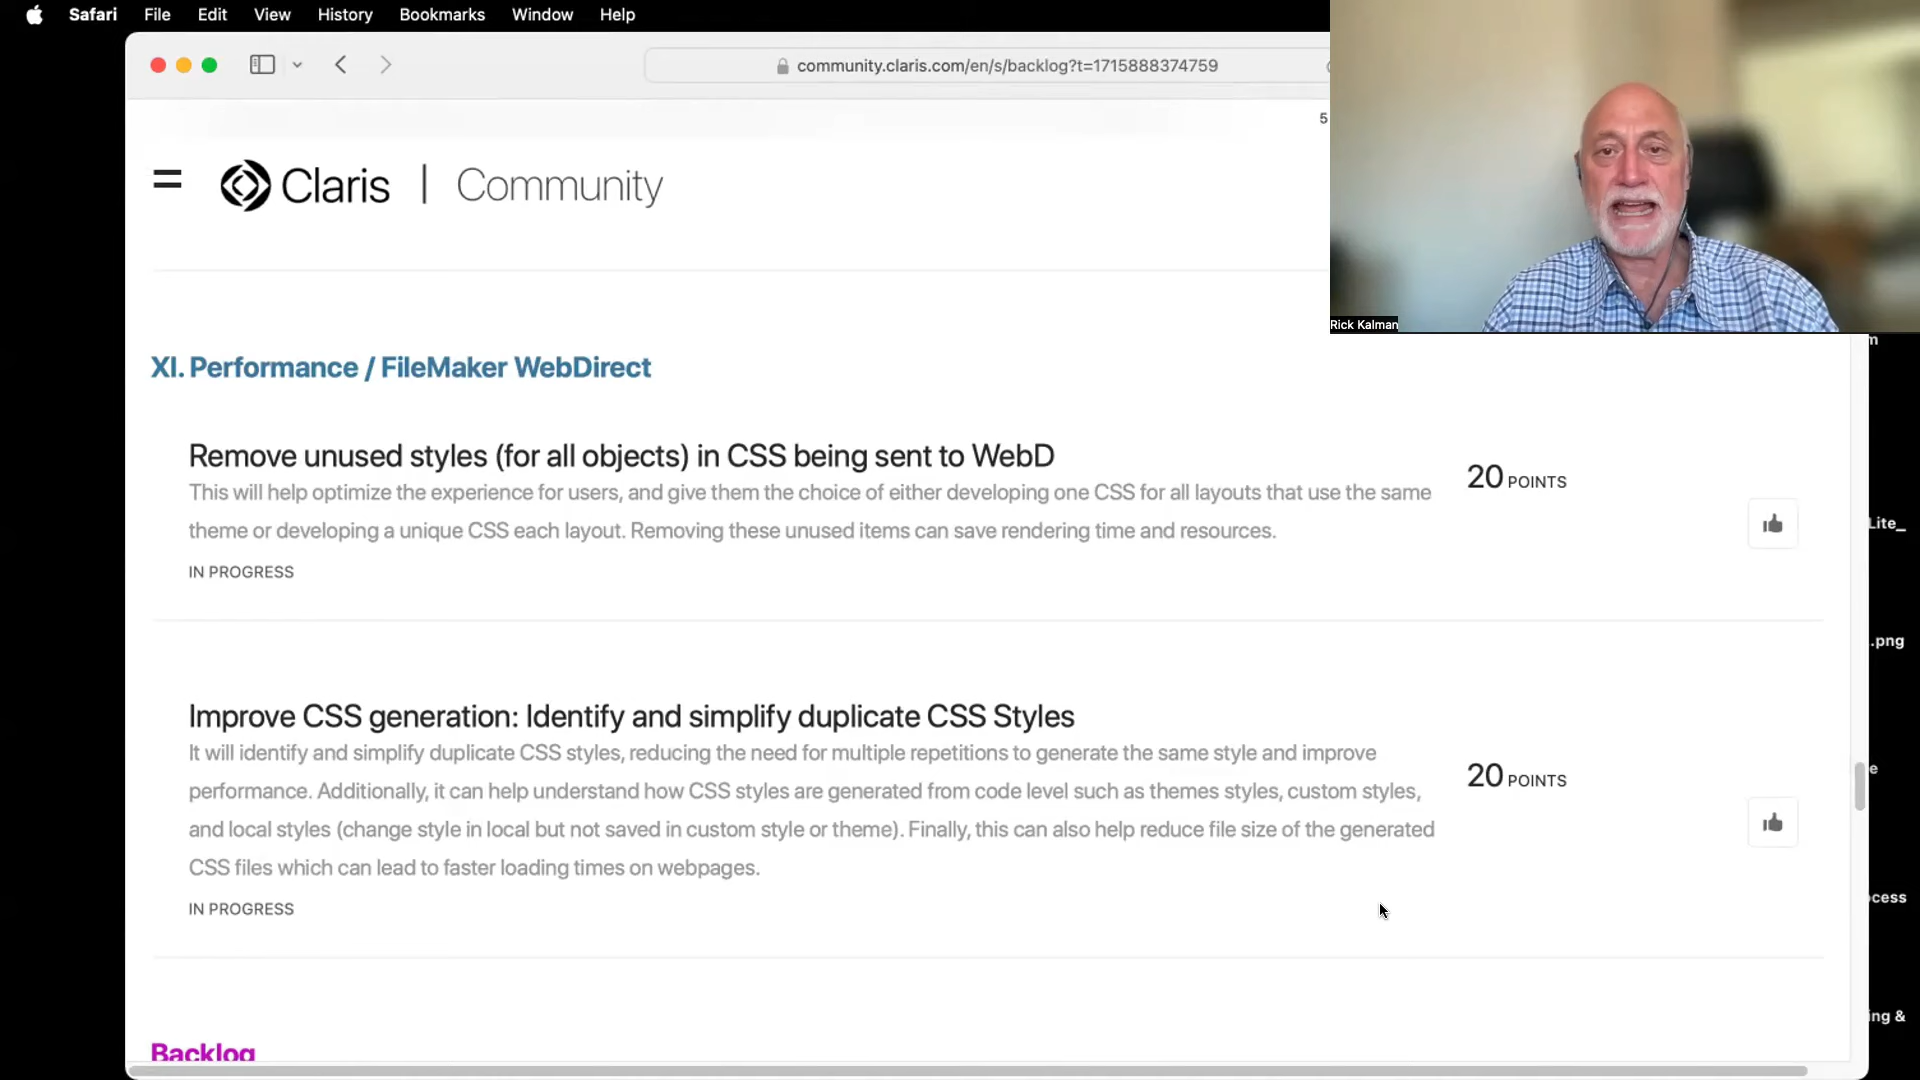 Safari File Edit View History Bookmarks Window Help
community.claris.com/en/s/backlog?t=1715888374759
5
Claris | Community
Rick Kalman
XI. Performance / FileMaker WebDirect
Remove unused styles (for all objects) in CSS being sent to WebD
This will help optimize the experience for users, and give them the choice of either developing one CSS for all layouts that use the same
theme or developing a unique CSS each layout. Removing these unused items can save rendering time and resources.
IN PROGRESS
20 POINTS
Lite_
.png
Improve CSS generation: Identify and simplify duplicate CSS Styles
It will identify and simplify duplicate CSS styles, reducing the need for multiple repetitions to generate the same style and improve
performance. Additionally, it can help understand how CSS styles are generated from code level such as themes styles, custom styles,
and local styles (change style in local but not saved in custom style or theme). Finally, this can also help reduce file size of the generated
CSS files which can lead to faster loading times on webpages.
IN PROGRESS
20 POINTS
e
cess
ing &
Backlog